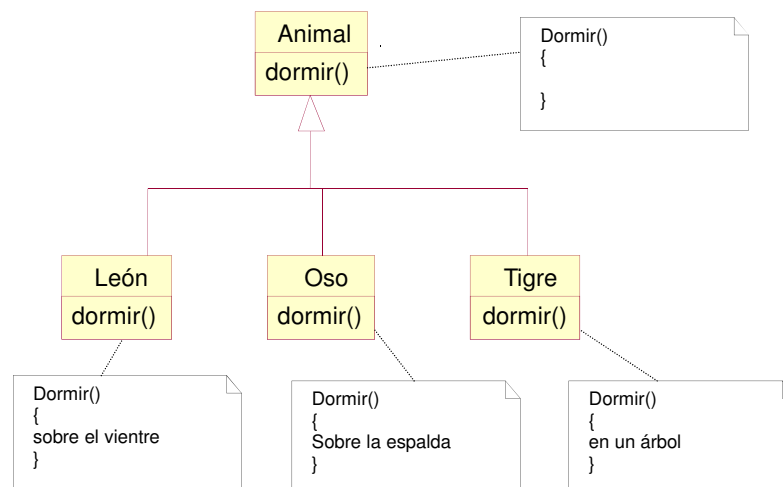 Animal
dormir()
Dormir()
{
}
León
dormir()
Oso
dormir()
Tigre
dormir()
Dormir()
{
sobre el vientre
}
Dormir()
{
Sobre la espalda
}
Dormir()
{
en un árbol
}